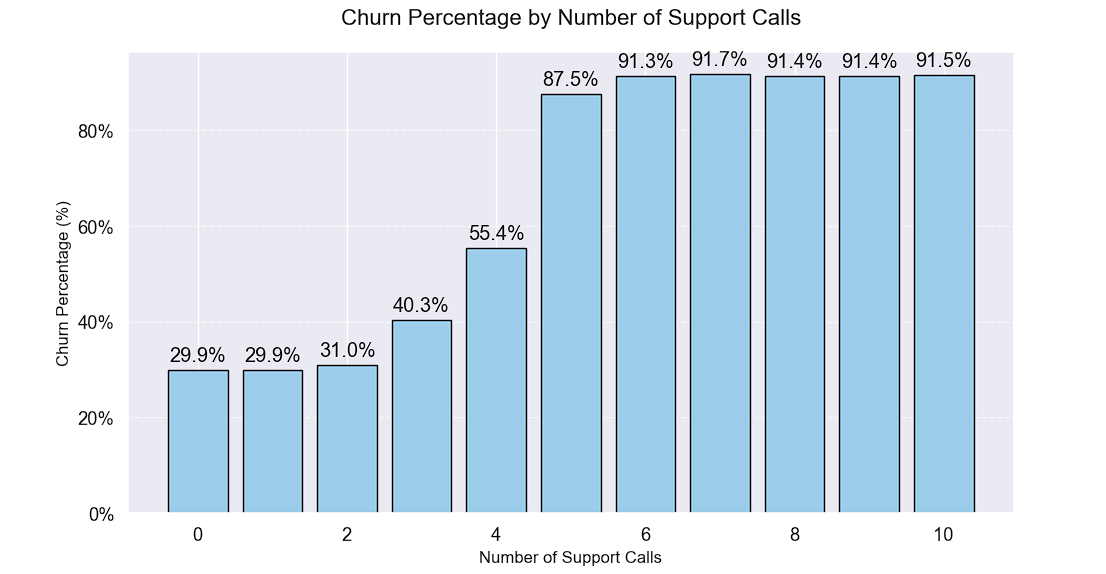 Churn Percentage by Number of Support Calls
91.3% 91.7% 91.4% 91.4% 91.5%
87.5%
80%
Churn Percentage (%)
60%
55.4%
40.3%
40%
29.9% 29.9% 31.0%
20%
0%
0 2 4 6 8 10
Number of Support Calls